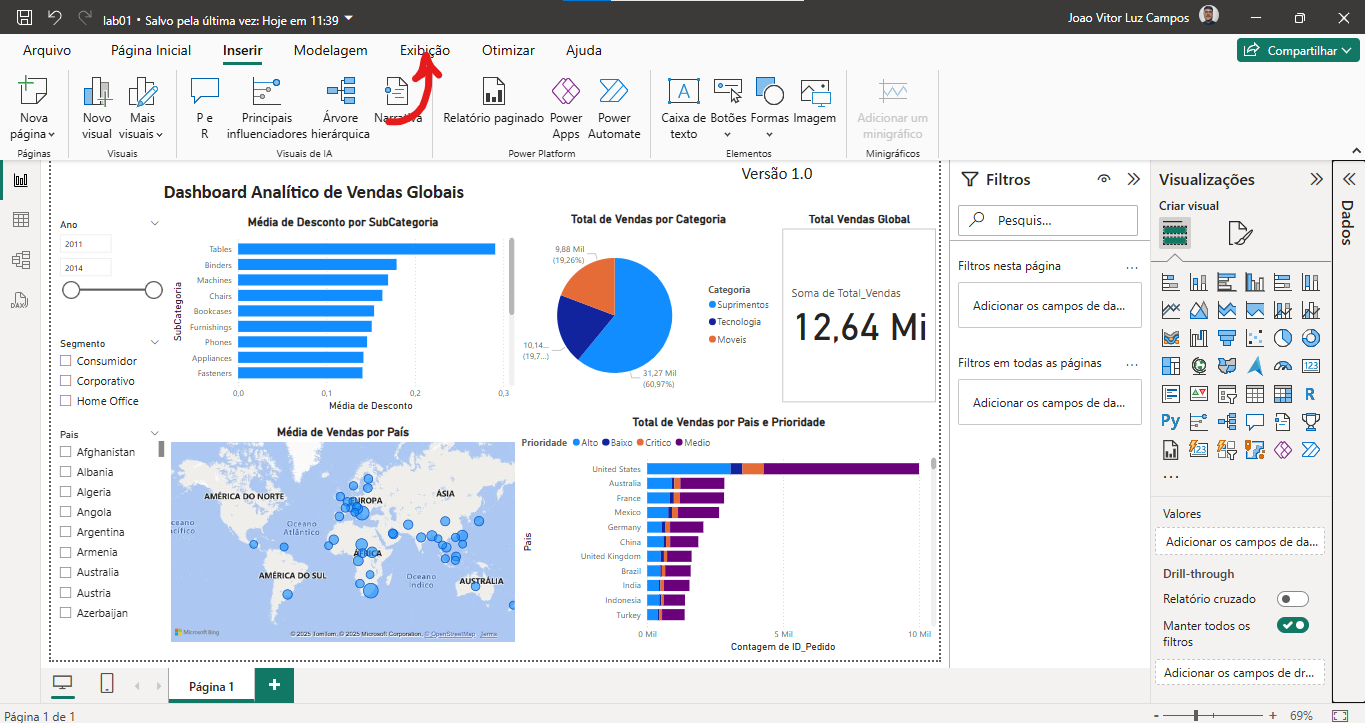 lab01 • Salvo pela última vez: Hoje em 11:39
Joao Vitor Luz Campos
Arquivo
Página Inicial
Inserir
Modelagem
Exibição
Otimizar
Ajuda
Compartilhar
Nova
página
Novo
visual
Mais
visuais
P e
R
Principais
influenciadores
Árvore
hierárquica
Narrativa
Relatório paginado
Power
Apps
Power
Automate
Caixa de
texto
Botões
Formas
Imagem
Adicionar um
minigráfico
Páginas
Visuais
Visuais de IA
Power Platform
Elementos
Minigráficos
Dashboard Analítico de Vendas Globais
Versão 1.0
Ano
2011
2014
Segmento
Consumidor
Corporativo
Home Office
Pais
Afghanistan
Albania
Algeria
Angola
Argentina
Armenia
Australia
Austria
Azerbaijan
Média de Desconto por SubCategoria
SubCategoria
Tables
Binders
Machines
Chairs
Bookcases
Furnishings
Phones
Appliances
Fasteners
0,0
0,1
0,2
0,3
Média de Desconto
Total de Vendas por Categoria
9,88 Mil
(19,26%)
10,14...
(19,7...)
31,27 Mil
(60,97%)
Categoria
Suprimentos
Tecnologia
Moveis
Total Vendas Global
Soma de Total_Vendas
12,64 Mi
Média de Vendas por País
AMÉRICA DO NORTE
EUROPA
ÁSIA
Oceano
Atlântico
ceano
acífico
ÁFRICA
AMÉRICA DO SUL
Oceano
Índico
AUSTRÁLIA
Microsoft Bing
© 2025 TomTom, © 2025 Microsoft Corporation, © OpenStreetMap Terms
Total de Vendas por Pais e Prioridade
Prioridade
Alto
Baixo
Critico
Medio
Pais
United States
Australia
France
Mexico
Germany
China
United Kingdom
Brazil
India
Indonesia
Turkey
0 Mil
5 Mil
10 Mil
Contagem de ID_Pedido
Filtros
Pesquis...
Filtros nesta página
...
Adicionar os campos de da...
Filtros em todas as páginas
...
Adicionar os campos de da...
Visualizações
Criar visual
123
R
Py
...
Valores
Adicionar os campos de da...
Drill-through
Relatório cruzado
Manter todos os
filtros
Adicionar os campos de dr...
Dados
DAX
A
Página 1
+
Página 1 de 1
-
+
69%